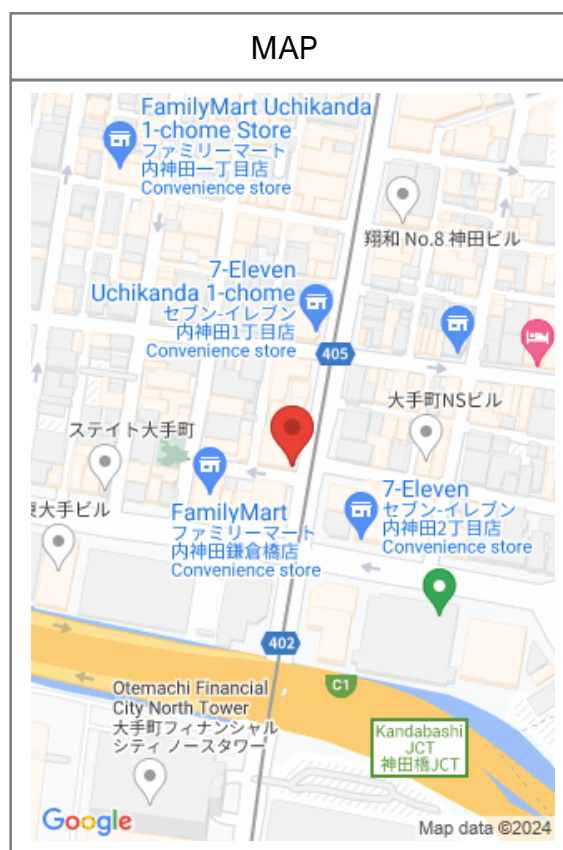 MAP
FamilyMart Uchikanda
1-chome Store
ファミリーマート
内神田一丁目店
Convenience store
翔和 No.8 神田ビル
7-Eleven
Uchikanda 1-chome
セブン-イレブン
内神田1丁目店
Convenience store
405
大手町NSビル
ステイト大手町
7-Eleven
セブン-イレブン
内神田2丁目店
Convenience store
FamilyMart
ファミリーマート
内神田鎌倉橋店
Convenience store
東大手ビル
402
C1
Otemachi Financial
City North Tower
大手町フィナンシャル
シティ ノースタワー
Kandabashi
JCT
神田橋JCT
Google
Map data ©2024